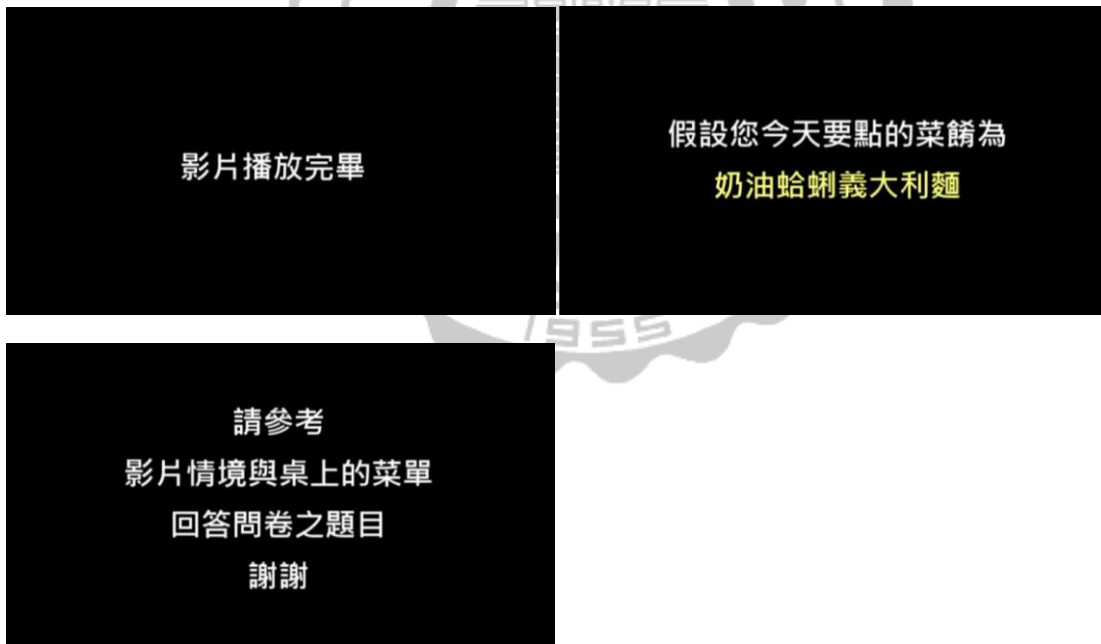 影片播放完畢
假設您今天要點的菜餚為
奶油蛤蜊義大利麵
1955
請參考
影片情境與桌上的菜單
回答問卷之題目
謝謝